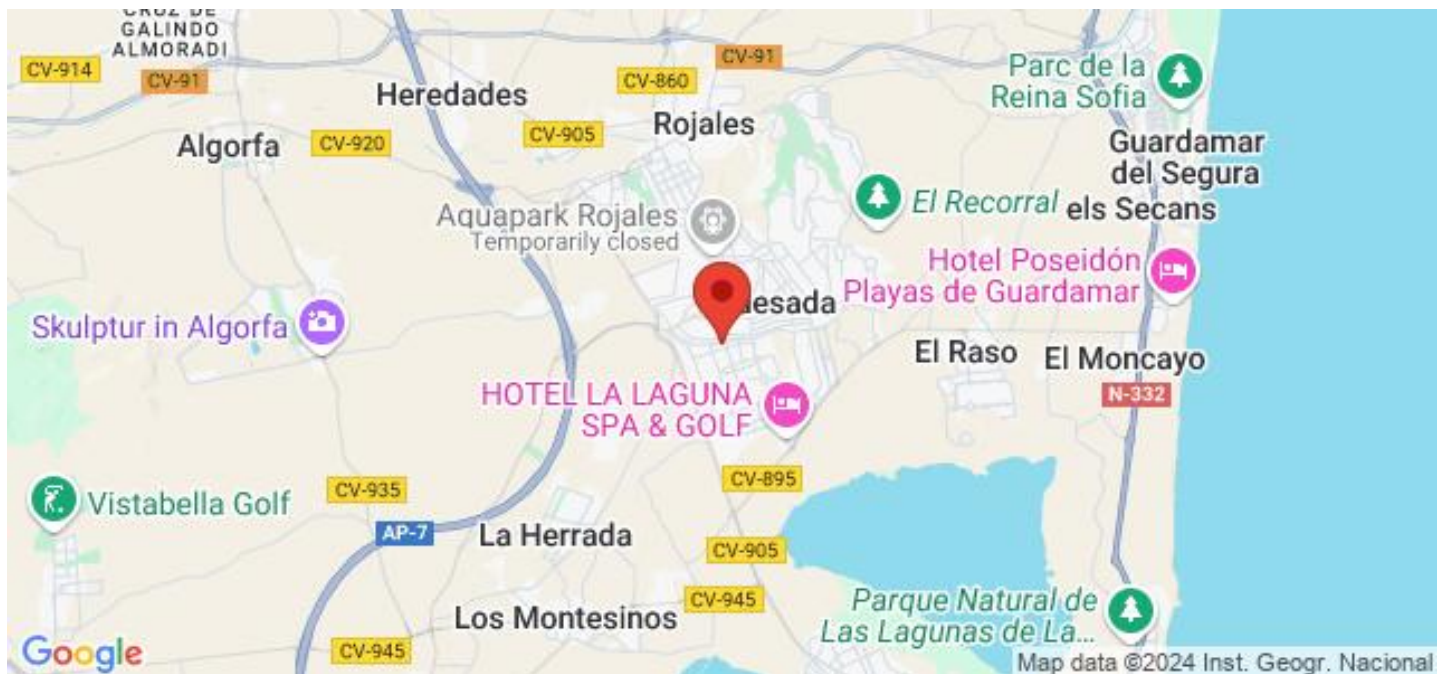 GALINDO
ALMORADI
CV-914
CV-91
CV-860
CV-91
Parc de la
Reina Sofia
Heredades
Algorfa
CV-920
CV-905
Rojales
Guardamar
del Segura
Aquapark Rojales
Temporarily closed
El Recorral
els Secans
Hotel Poseidón
Playas de Guardamar
Skulptur in Algorfa
El Raso
El Moncayo
N-332
HOTEL LA LAGUNA
SPA & GOLF
CV-895
CV-935
Vistabella Golf
AP-7
La Herrada
CV-905
CV-945
Los Montesinos
Parque Natural de
Las Lagunas de La...
CV-945
Google
Map data ©2024 Inst. Geogr. Nacional